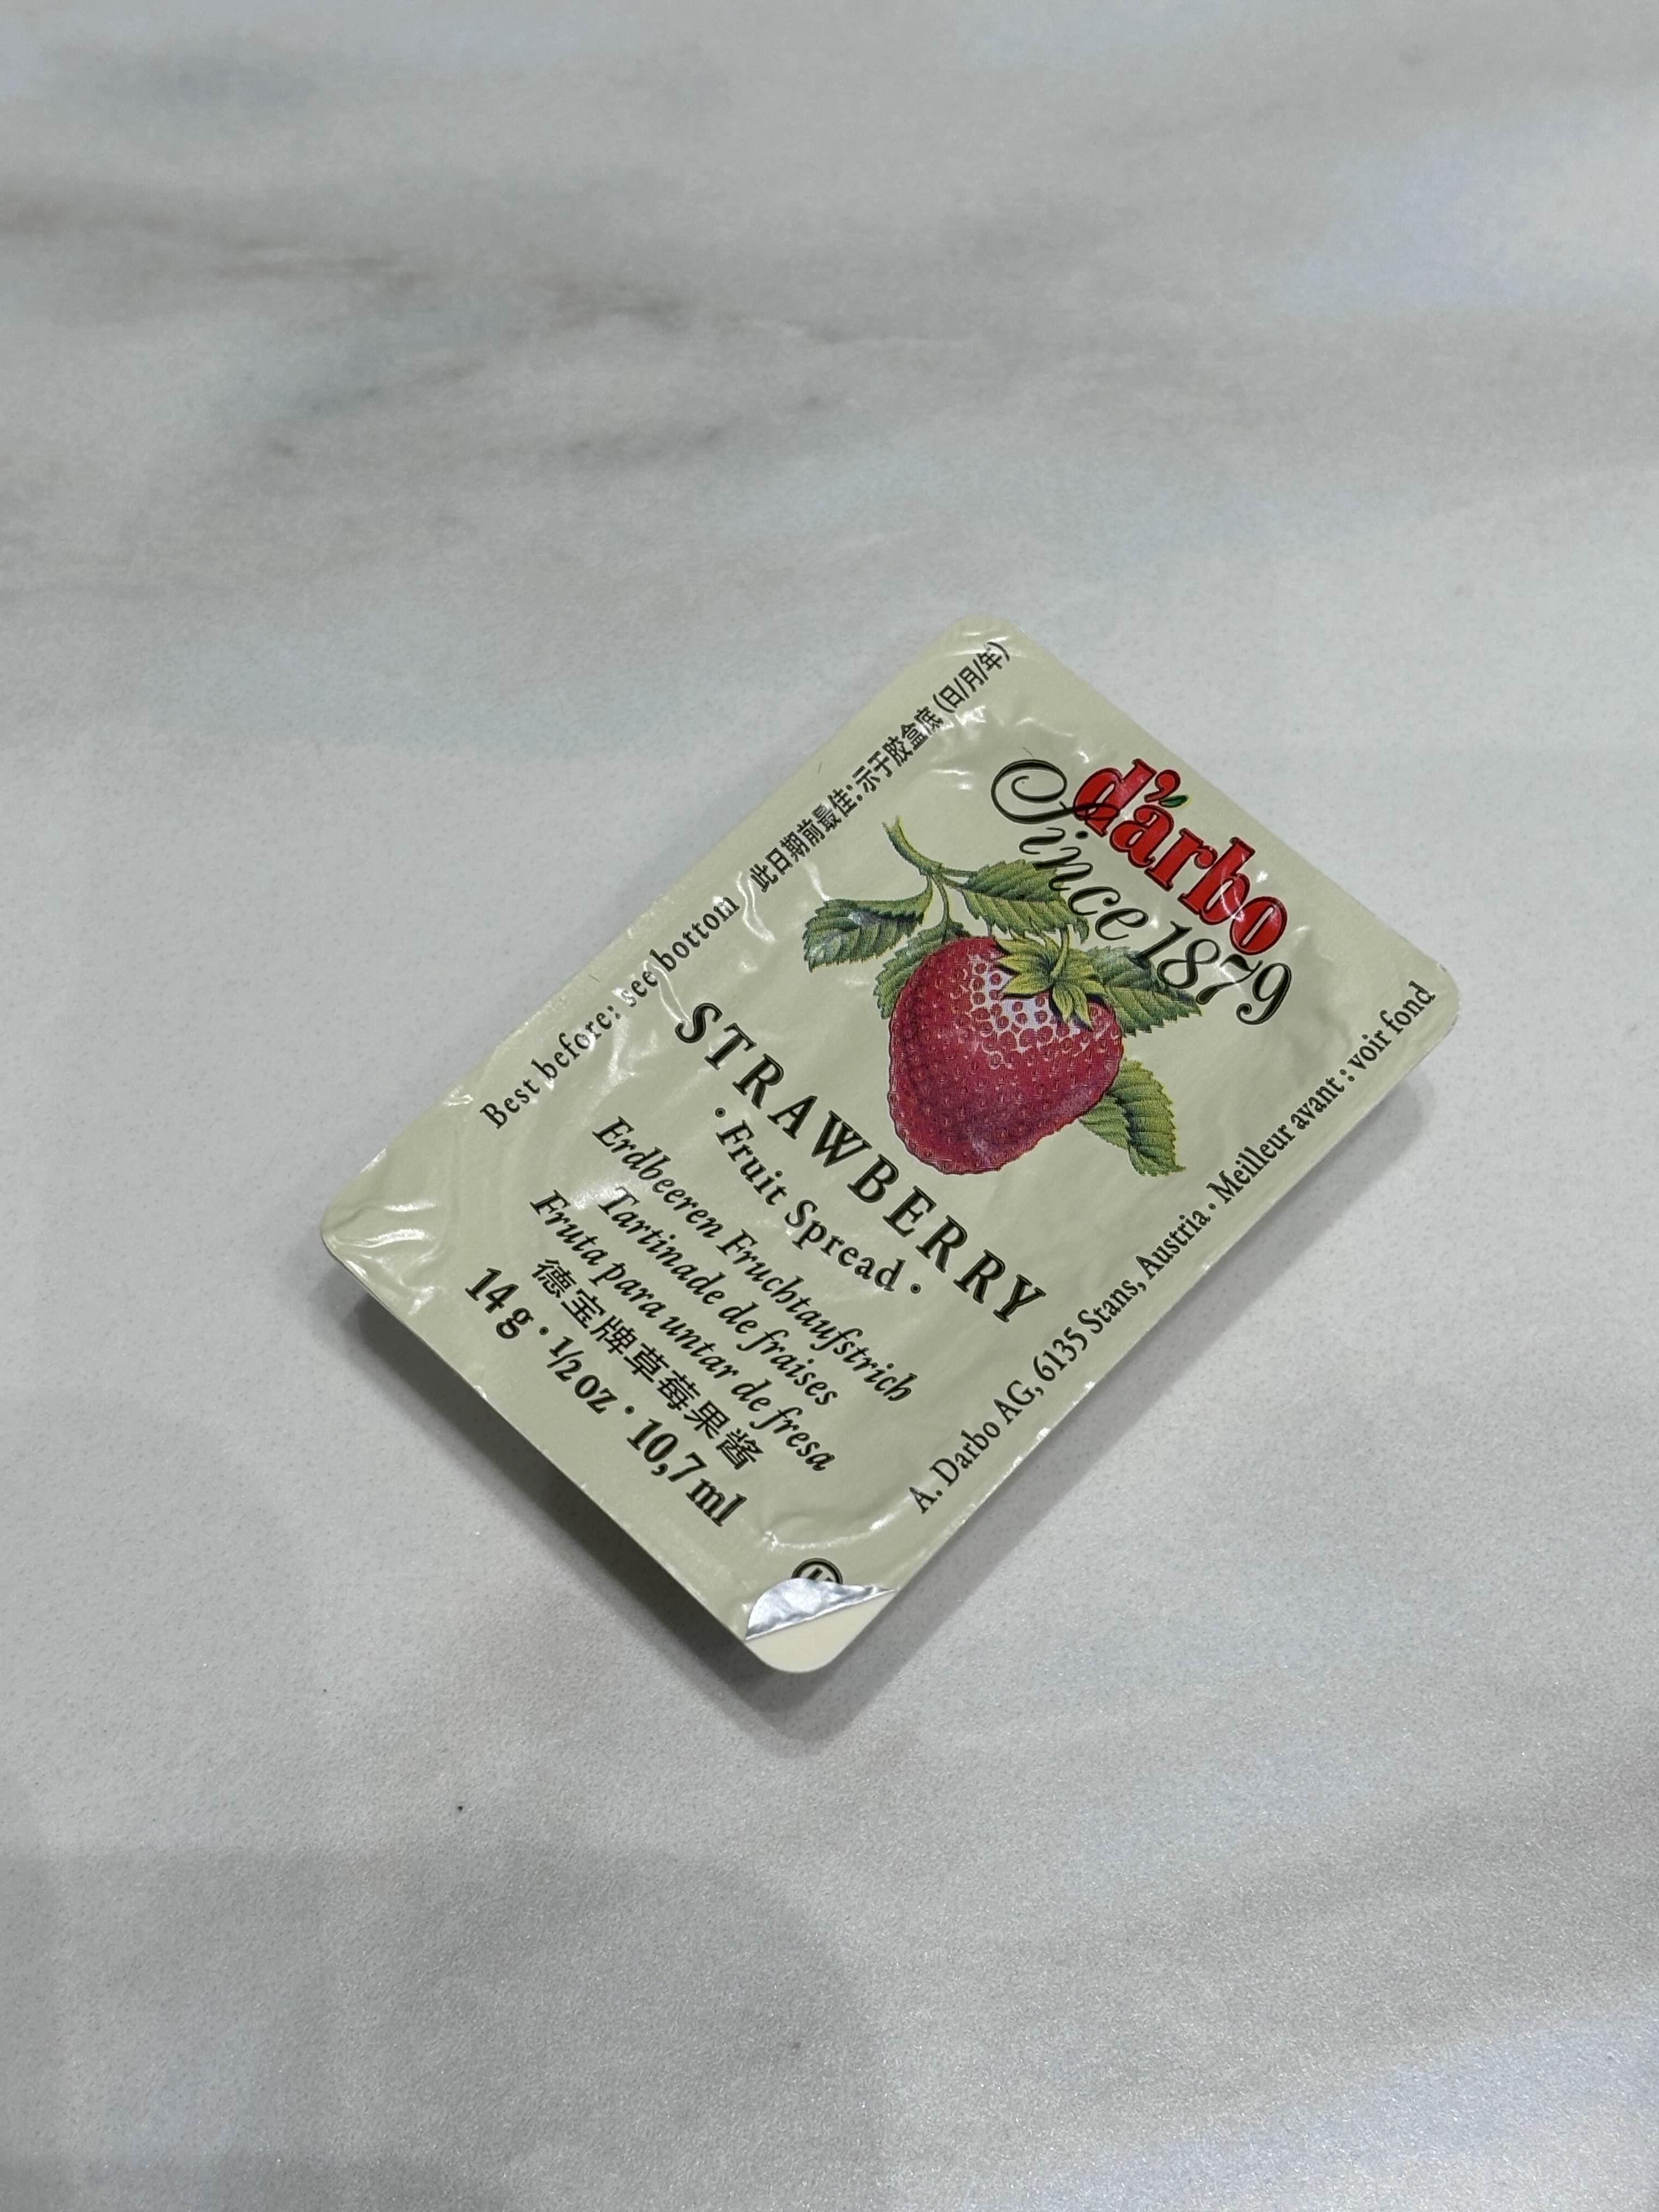 d'arbo
Since 1879
STRAWBERRY
· Fruit Spread ·
Erdbeeren Fruchtaufstrich
Tartinade de fraises
Fruta para untar de fresa
德宝牌草莓果酱
14 g · 1/2 oz · 10,7 ml
Best before: see bottom 此日期前最佳:示于胶盒底 (日/月/年)
A. Darbo AG, 6135 Stans, Austria · Meilleur avant : voir fond